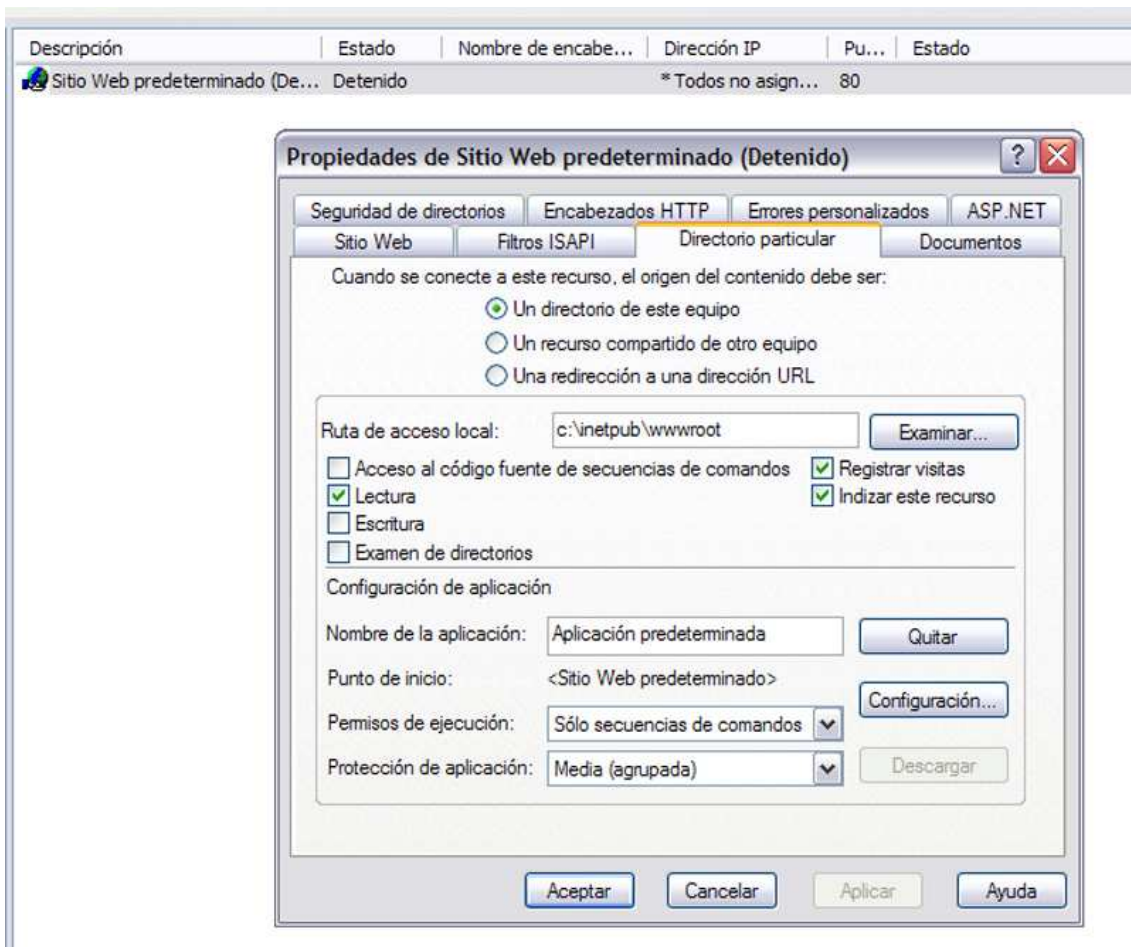 Descripción Estado Nombre de encabe... Dirección IP Pu... Estado
Sitio Web predeterminado (De... Detenido * Todos no asign... 80
Propiedades de Sitio Web predeterminado (Detenido)
Seguridad de directorios Encabezados HTTP Errores personalizados ASP.NET
Sitio Web Filtros ISAPI Directorio particular Documentos
Cuando se conecte a este recurso, el origen del contenido debe ser:
Un directorio de este equipo
Un recurso compartido de otro equipo
Una redirección a una dirección URL
Ruta de acceso local: c:\inetpub\wwwroot Examinar...
Acceso al código fuente de secuencias de comandos Registrar visitas
Lectura Indizar este recurso
Escritura
Examen de directorios
Configuración de aplicación
Nombre de la aplicación: Aplicación predeterminada Quitar
Punto de inicio: <Sitio Web predeterminado>
Configuración...
Permisos de ejecución: Sólo secuencias de comandos
Protección de aplicación: Media (agrupada) Descargar
Aceptar Cancelar Aplicar Ayuda